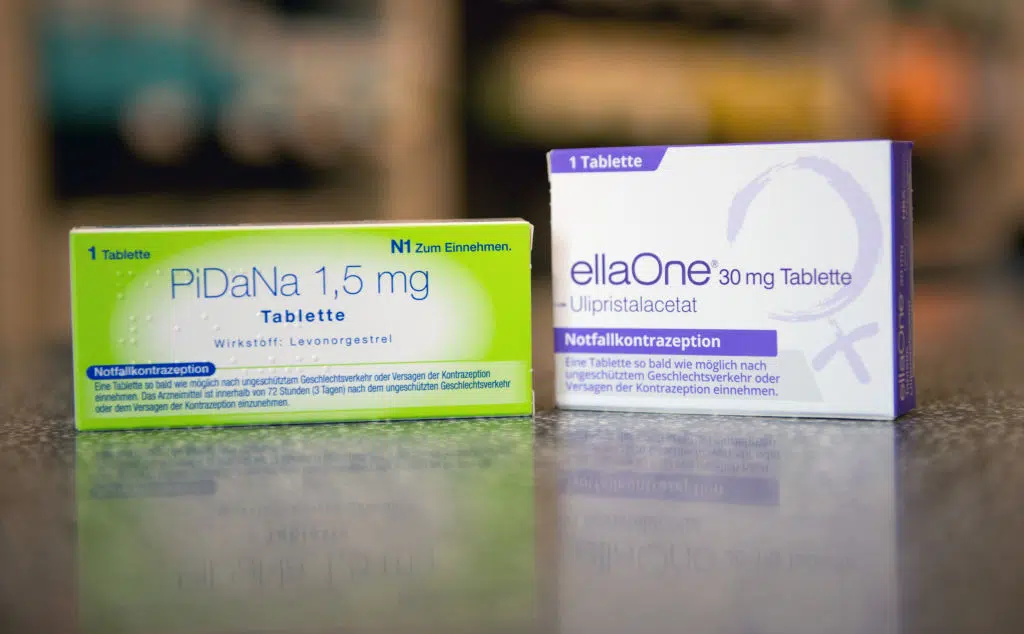 1 Tablette
N1 Zum Einnehmen.
PiDaNa 1,5 mg
Tablette
Wirkstoff: Levonorgestrel
Notfallkontrazeption
Eine Tablette so bald wie möglich nach ungeschütztem Geschlechtsverkehr oder Versagen der Kontrazeption
einnehmen. Das Arzneimittel ist innerhalb von 72 Stunden (3 Tagen) nach dem ungeschützten Geschlechtsverkehr
oder dem Versagen der Kontrazeption einzunehmen.
1 Tablette
ellaOne® 30 mg Tablette
Ulipristalacetat
Notfallkontrazeption
Eine Tablette so bald wie möglich nach
ungeschütztem Geschlechtsverkehr oder
Versagen der Kontrazeption einnehmen.
ellaOne